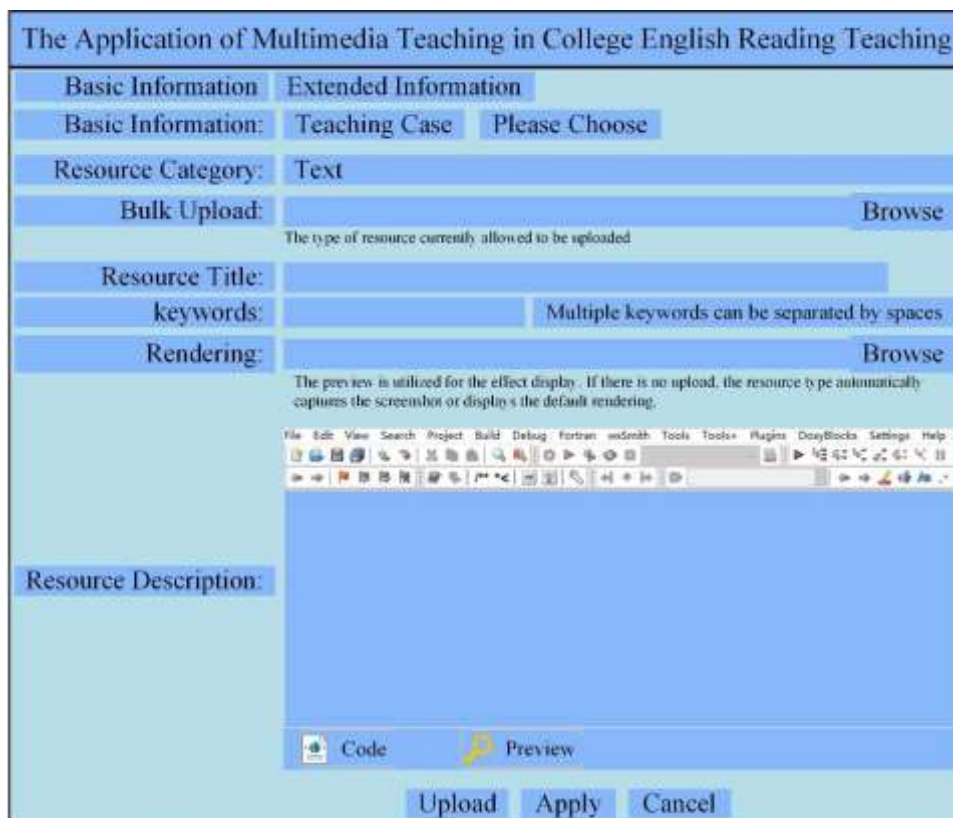 The Application of Multimedia Teaching in College English Reading Teaching
Basic Information Extended Information
Basic Information: Teaching Case Please Choose
Resource Category: Text
Bulk Upload: Browse
The type of resource currently allowed to be uploaded
Resource Title:
keywords: Multiple keywords can be separated by spaces
Rendering: Browse
The preview is utilized for the effect display. If there is no upload, the resource type automatically
captures the screenshot or displays the default rendering.
File Edit View Search Project Build Debug Fortran wxSmith Tools Tools+ Plugins DoxyBlocks Settings Help
Resource Description:
Code Preview
Upload Apply Cancel